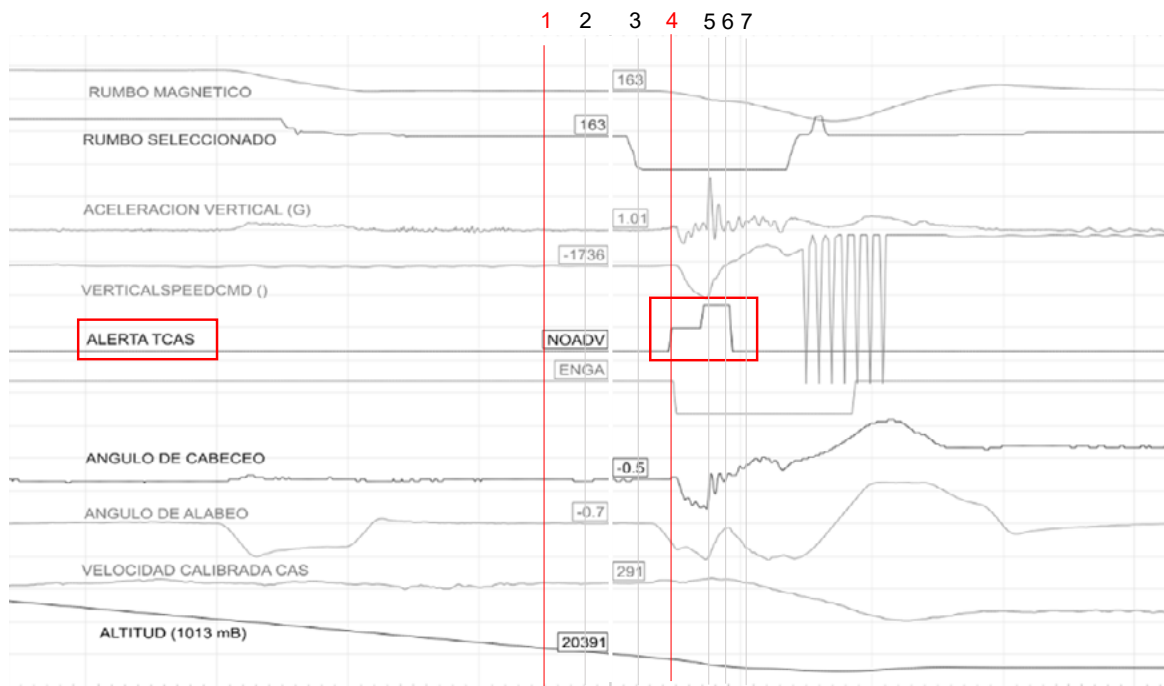 1 2 3 4 5 6 7
163
RUMBO MAGNETICO
163
RUMBO SELECCIONADO
ACELERACION VERTICAL (G)
1.01
-1736
VERTICALSPEEDCMD ()
ALERTA TCAS
NOADV
ENGA
ANGULO DE CABECEO
-0.5
ANGULO DE ALABEO
-0.7
VELOCIDAD CALIBRADA CAS
291
ALTITUD (1013 mB)
20391